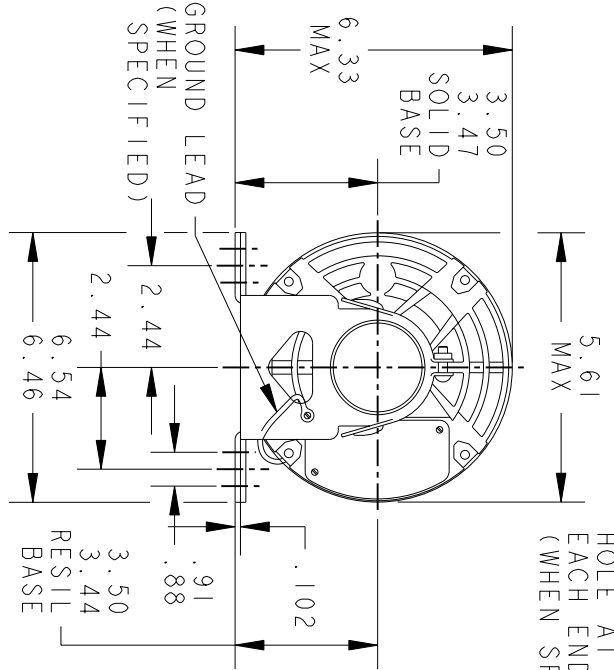 GROUND LEAD
(WHEN
SPECIFIED)
6.33
MAX
3.50
3.47
SOLID
BASE
5.61
MAX
2.44
2.44
6.54
6.46
.102
.91
.88
3.50
3.44
RESIL
BASE
HOLE AT
EACH END
(WHEN